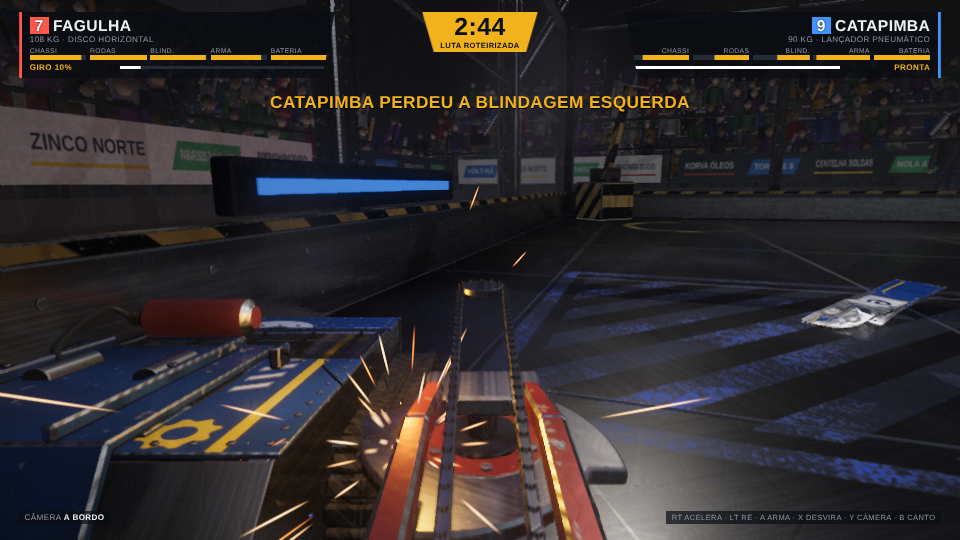 7 FAGULHA
108 KG · DISCO HORIZONTAL
CHASSI RODAS BLIND. ARMA BATERIA
GIRO 10%
2:44
LUTA ROTEIRIZADA
9 CATAPIMBA
90 KG · LANÇADOR PNEUMÁTICO
CHASSI RODAS BLIND. ARMA BATERIA
PRONTA
CATAPIMBA PERDEU A BLINDAGEM ESQUERDA
ZINCO NORTE
KORVA ÓLEOS
CENTELHA SOLDAS
CÂMERA A BORDO
RT ACELERA · LT RÉ · A ARMA · X DESVIRA · Y CÂMERA · B CANTO